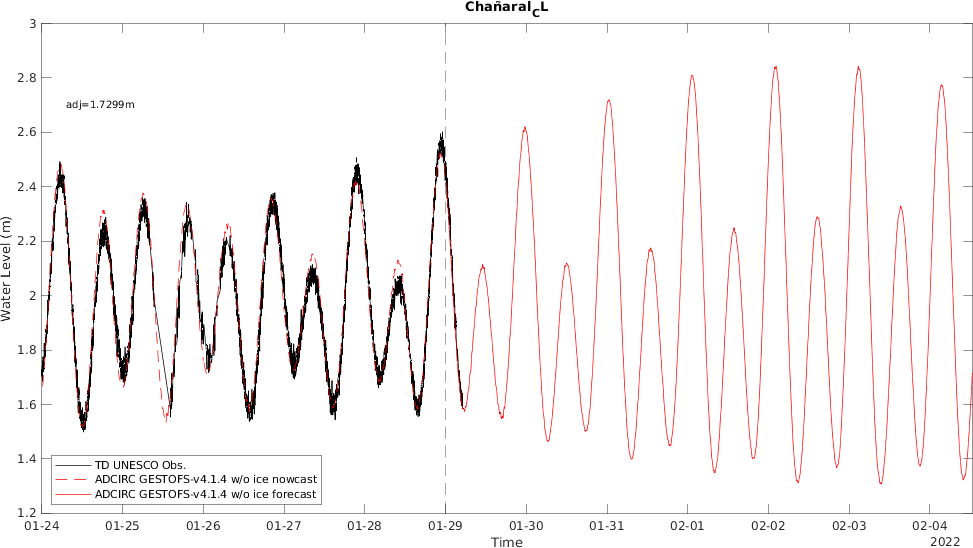 Chañaral_CL
3
2.8
adj=1.7299m
2.6
2.4
2.2
Water Level (m)
2
1.8
1.6
TD UNESCO Obs.
ADCIRC GESTOFS-v4.1.4 w/o ice nowcast
ADCIRC GESTOFS-v4.1.4 w/o ice forecast
1.4
1.2
01-24 01-25 01-26 01-27 01-28 01-29 01-30 01-31 02-01 02-02 02-03 02-04
Time
2022